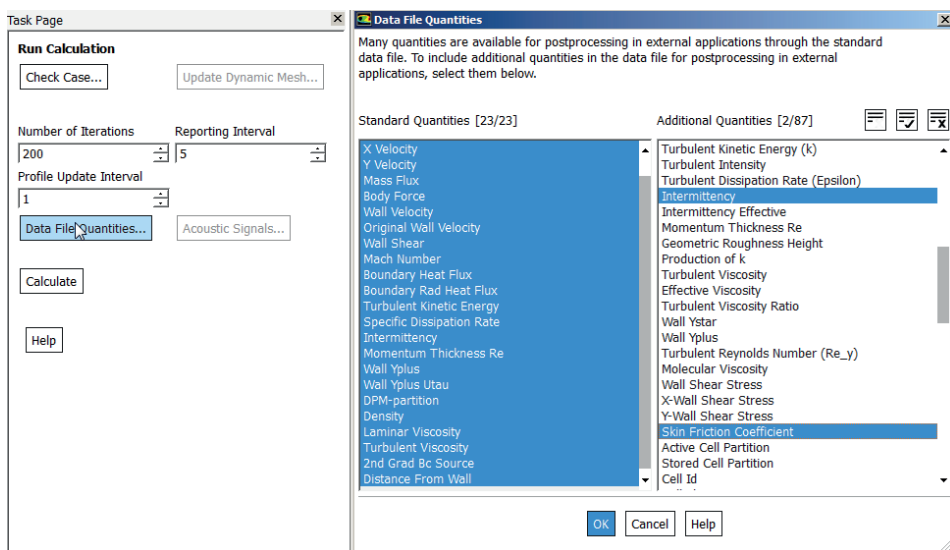 Task Page
Run Calculation
Check Case...
Update Dynamic Mesh...
Number of Iterations
Reporting Interval
200
5
Profile Update Interval
1
Data File Quantities...
Acoustic Signals...
Calculate
Help
Data File Quantities
Many quantities are available for postprocessing in external applications through the standard
data file. To include additional quantities in the data file for postprocessing in external
applications, select them below.
Standard Quantities [23/23]
X Velocity
Y Velocity
Mass Flux
Body Force
Wall Velocity
Original Wall Velocity
Wall Shear
Mach Number
Boundary Heat Flux
Boundary Rad Heat Flux
Turbulent Kinetic Energy
Specific Dissipation Rate
Intermittency
Momentum Thickness Re
Wall Yplus
Wall Yplus Utau
DPM-partition
Density
Laminar Viscosity
Turbulent Viscosity
2nd Grad Bc Source
Distance From Wall
Additional Quantities [2/87]
Turbulent Kinetic Energy (k)
Turbulent Intensity
Turbulent Dissipation Rate (Epsilon)
Intermittency
Intermittency Effective
Momentum Thickness Re
Geometric Roughness Height
Production of k
Turbulent Viscosity
Effective Viscosity
Turbulent Viscosity Ratio
Wall Ystar
Wall Yplus
Turbulent Reynolds Number (Re_y)
Molecular Viscosity
Wall Shear Stress
X-Wall Shear Stress
Y-Wall Shear Stress
Skin Friction Coefficient
Active Cell Partition
Stored Cell Partition
Cell Id
OK
Cancel
Help